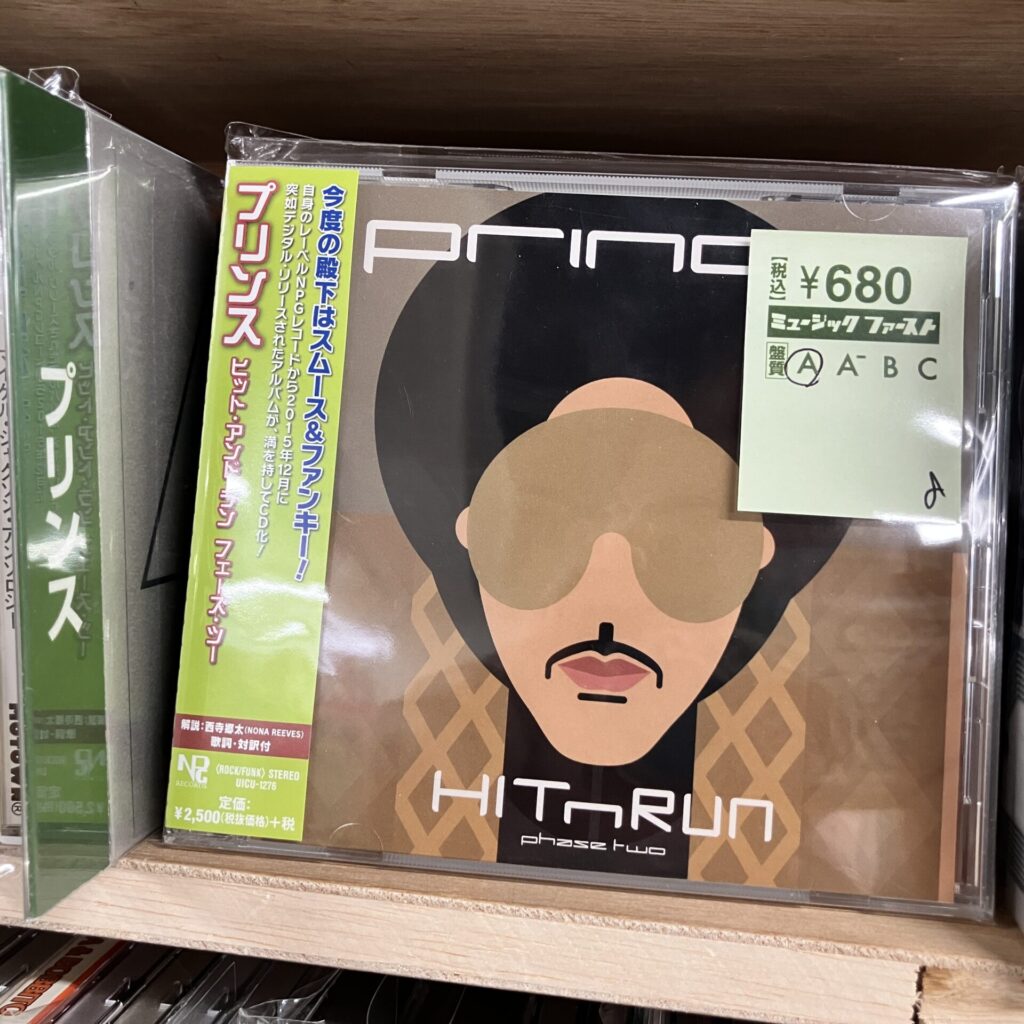 プリンス
今度の殿下はスムース&ファンキー!
自身のレーベルNPGレコードから2015年12月に
突如デジタル・リリースされたアルバムが、満を持してCD化!
プリンス
ヒット・アンド・ラン フェーズ・ツー
解説:西寺郷太(NONA REEVES)
歌詞・対訳付
NPG
RECORDS
〈ROCK/FUNK〉 STEREO
UICU-1276
定価:
¥2,500(税抜価格)+税
princ
【税込】 ¥680
ミュージック ファースト
盤質 A A⁻ B C
HITnRUN
phase two
MOTOWN